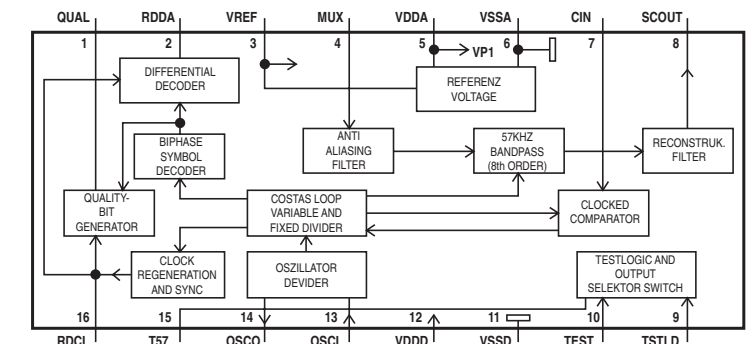 QUAL RDDA VREF MUX VDDA VSSA CIN SCOUT
1 2 3 4 5 VP1 6 7 8
DIFFERENTIAL
DECODER
REFERENZ
VOLTAGE
BIPHASE
SYMBOL
DECODER
ANTI
ALIASING
FILTER
57KHZ
BANDPASS
(8th ORDER)
RECONSTRUK.
FILTER
QUALITY-
BIT
GENERATOR
COSTAS LOOP
VARIABLE AND
FIXED DIVIDER
CLOCKED
COMPARATOR
CLOCK
REGENERATION
AND SYNC
OSZILLATOR
DEVIDER
TESTLOGIC AND
OUTPUT
SELEKTOR SWITCH
16 15 14 13 12 11 10 9
RDCL T57 OSCO OSCI VDDD VSSD TEST TSTLD